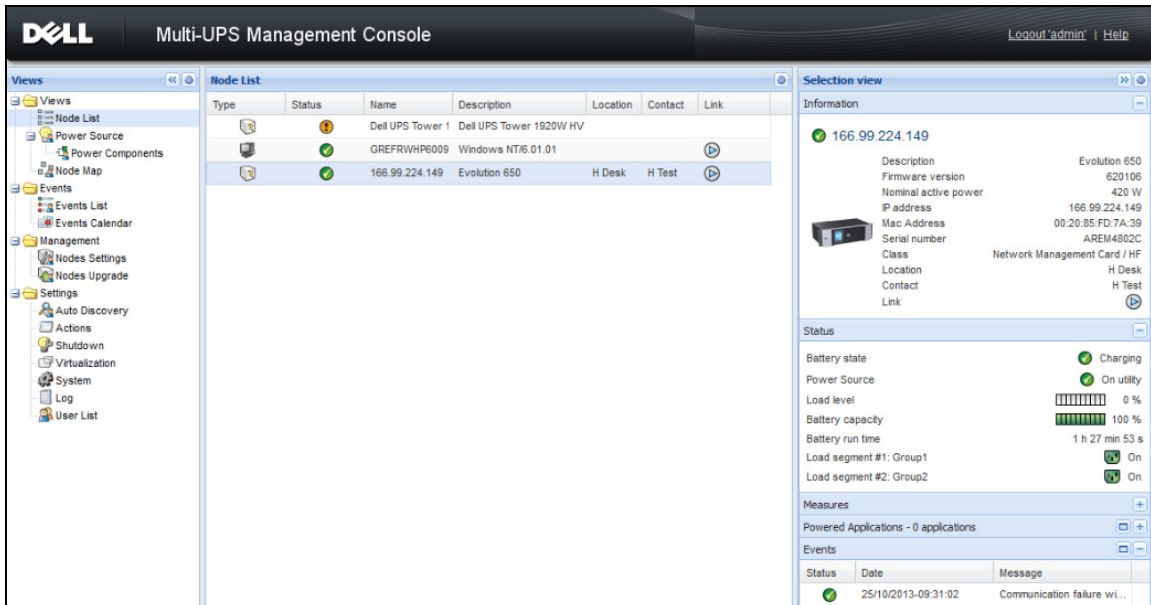 DELL Multi-UPS Management Console Logout 'admin' | Help
Views
Views
Node List
Power Source
Power Components
Node Map
Events
Events List
Events Calendar
Management
Nodes Settings
Nodes Upgrade
Settings
Auto Discovery
Actions
Shutdown
Virtualization
System
Log
User List
Node List
Type Status Name Description Location Contact Link
Dell UPS Tower 1 Dell UPS Tower 1920W HV
GREFRWHP6009 Windows NT/6.01.01
166.99.224.149 Evolution 650 H Desk H Test
Selection view
Information
166.99.224.149
Description Evolution 650
Firmware version 620106
Nominal active power 420 W
IP address 166.99.224.149
Mac Address 00:20:85:FD:7A:39
Serial number AREM4802C
Class Network Management Card / HF
Location H Desk
Contact H Test
Link
Status
Battery state Charging
Power Source On utility
Load level 0 %
Battery capacity 100 %
Battery run time 1 h 27 min 53 s
Load segment #1: Group1 On
Load segment #2: Group2 On
Measures
Powered Applications - 0 applications
Events
Status Date Message
25/10/2013-09:31:02 Communication failure wi...